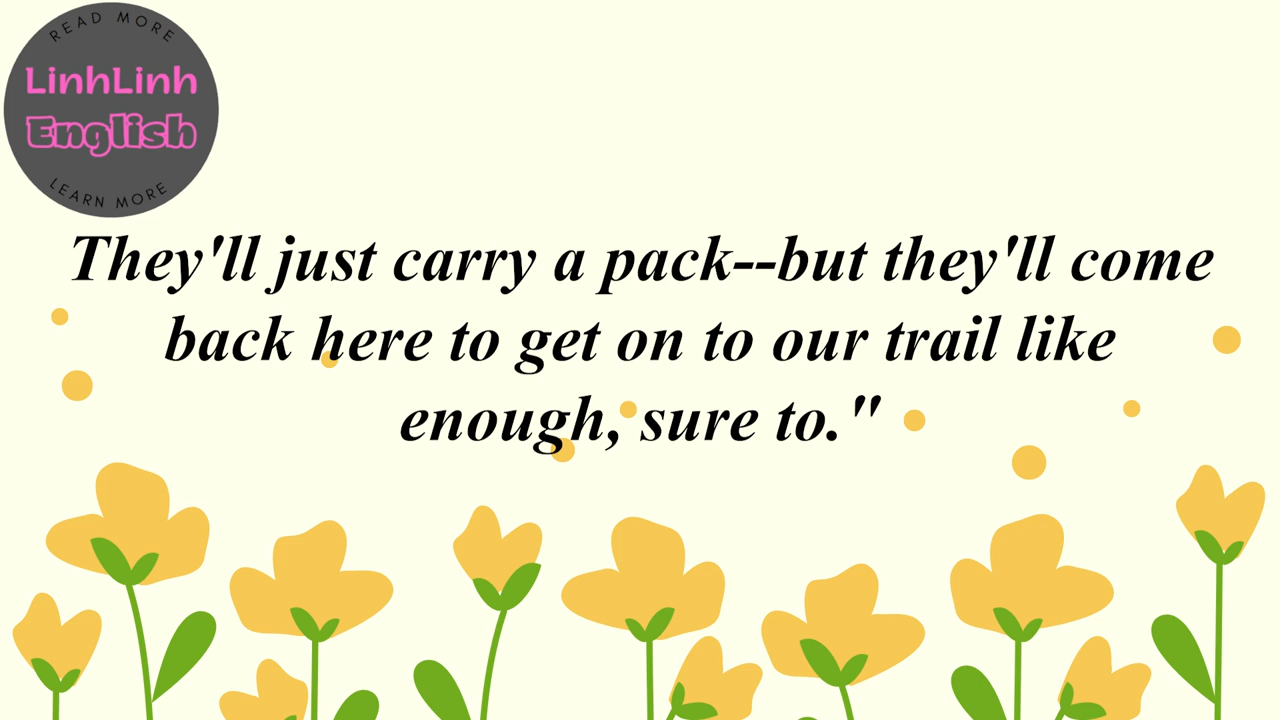 READ MORE
LinhLinh
English
LEARN MORE
They'll just carry a pack--but they'll come
back here to get on to our trail like
enough, sure to."